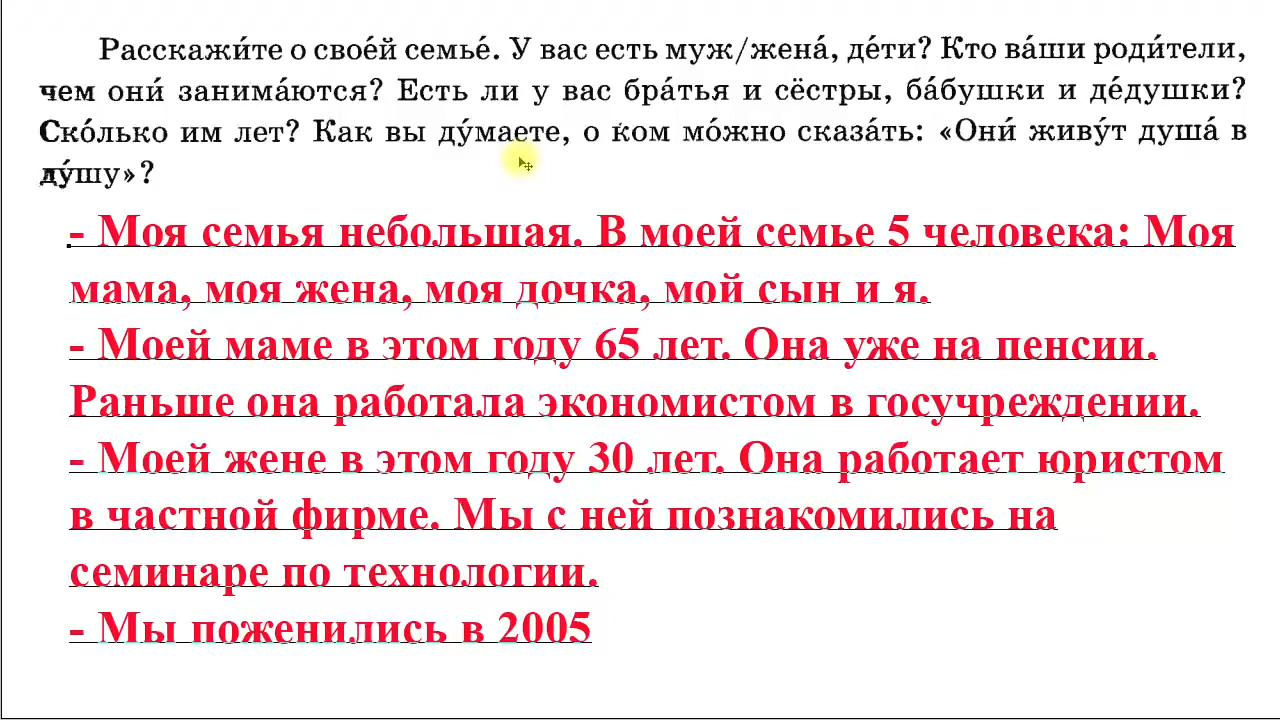 Расскажи́те о свое́й семье́. У вас есть муж/жена́, де́ти? Кто ва́ши роди́тели,
чем они́ занима́ются? Есть ли у вас бра́тья и сёстры, ба́бушки и де́душки?
Ско́лько им лет? Как вы ду́маете, о ком мо́жно сказа́ть: «Они́ живу́т душа́ в
ду́шу»?
- Моя семья небольшая. В моей семье 5 человека: Моя
мама, моя жена, моя дочка, мой сын и я.
- Моей маме в этом году 65 лет. Она уже на пенсии.
Раньше она работала экономистом в госучреждении.
- Моей жене в этом году 30 лет. Она работает юристом
в частной фирме. Мы с ней познакомились на
семинаре по технологии.
- Мы поженились в 2005